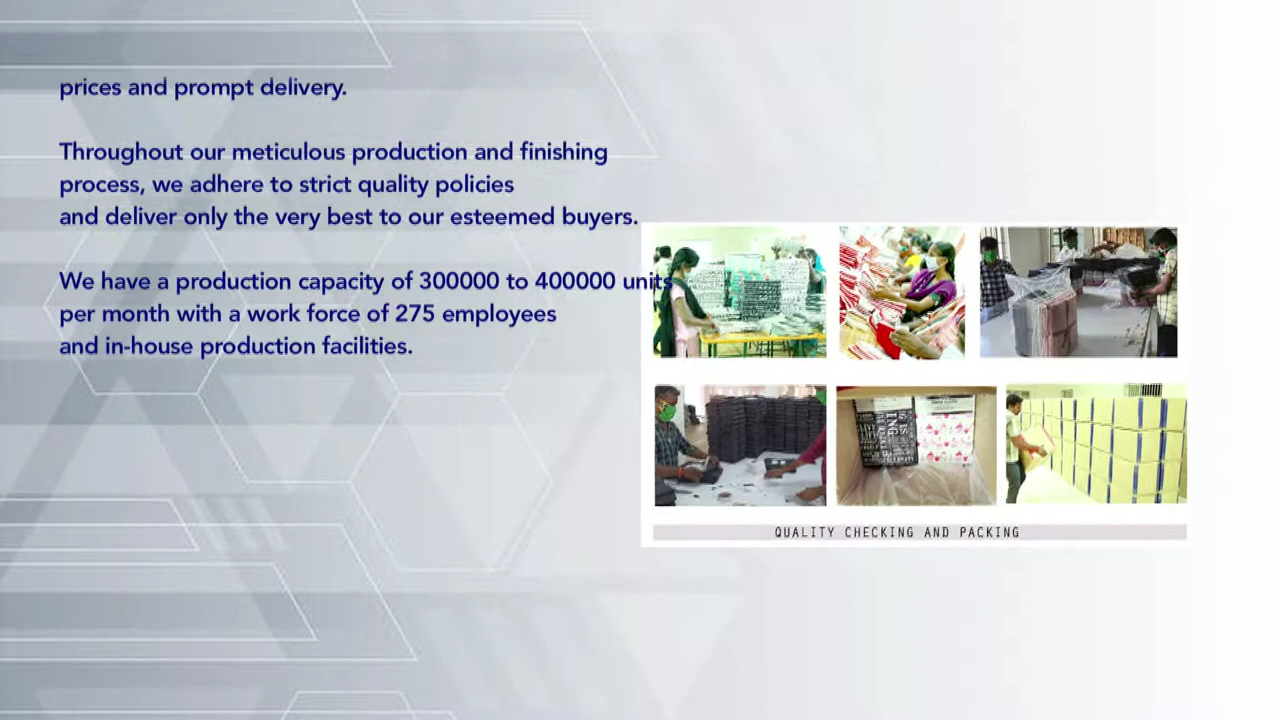 prices and prompt delivery.
Throughout our meticulous production and finishing
process, we adhere to strict quality policies
and deliver only the very best to our esteemed buyers.
We have a production capacity of 300000 to 400000 units
per month with a work force of 275 employees
and in-house production facilities.
QUALITY CHECKING AND PACKING